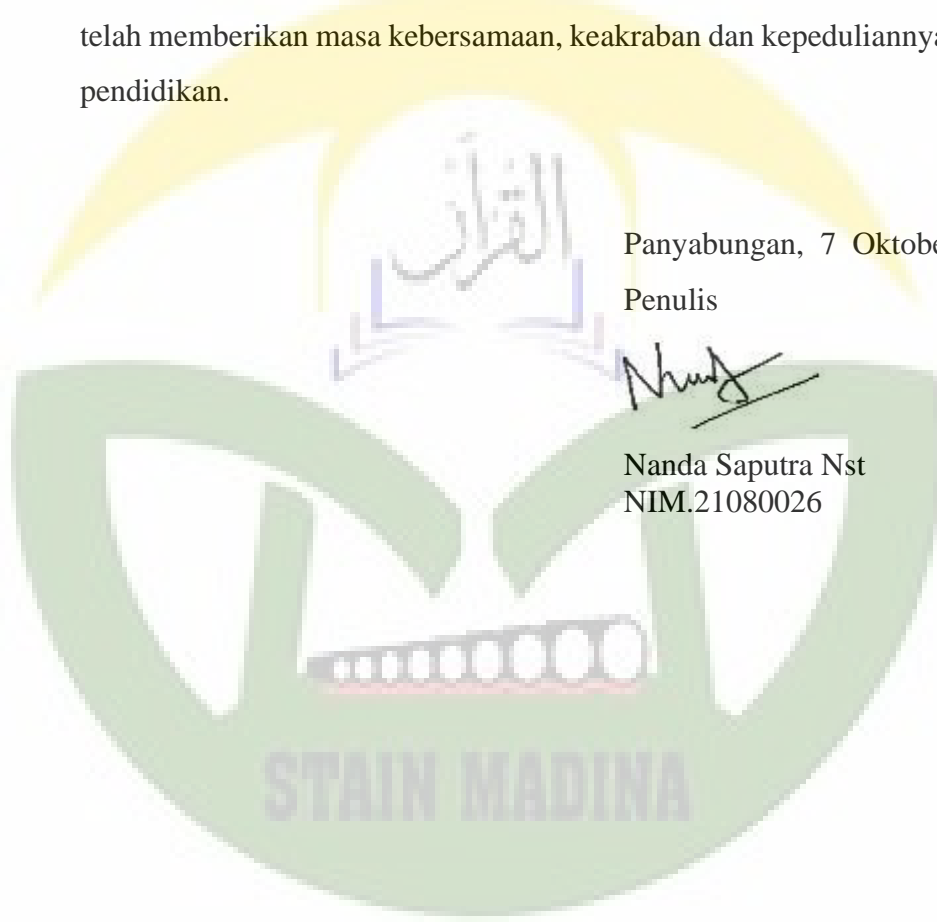 telah memberikan masa kebersamaan, keakraban dan kepeduliannya
pendidikan.
القرآن
Panyabungan, 7 Oktobe
Penulis
Nanda Saputra Nst
NIM.21080026
STAIN MADINA